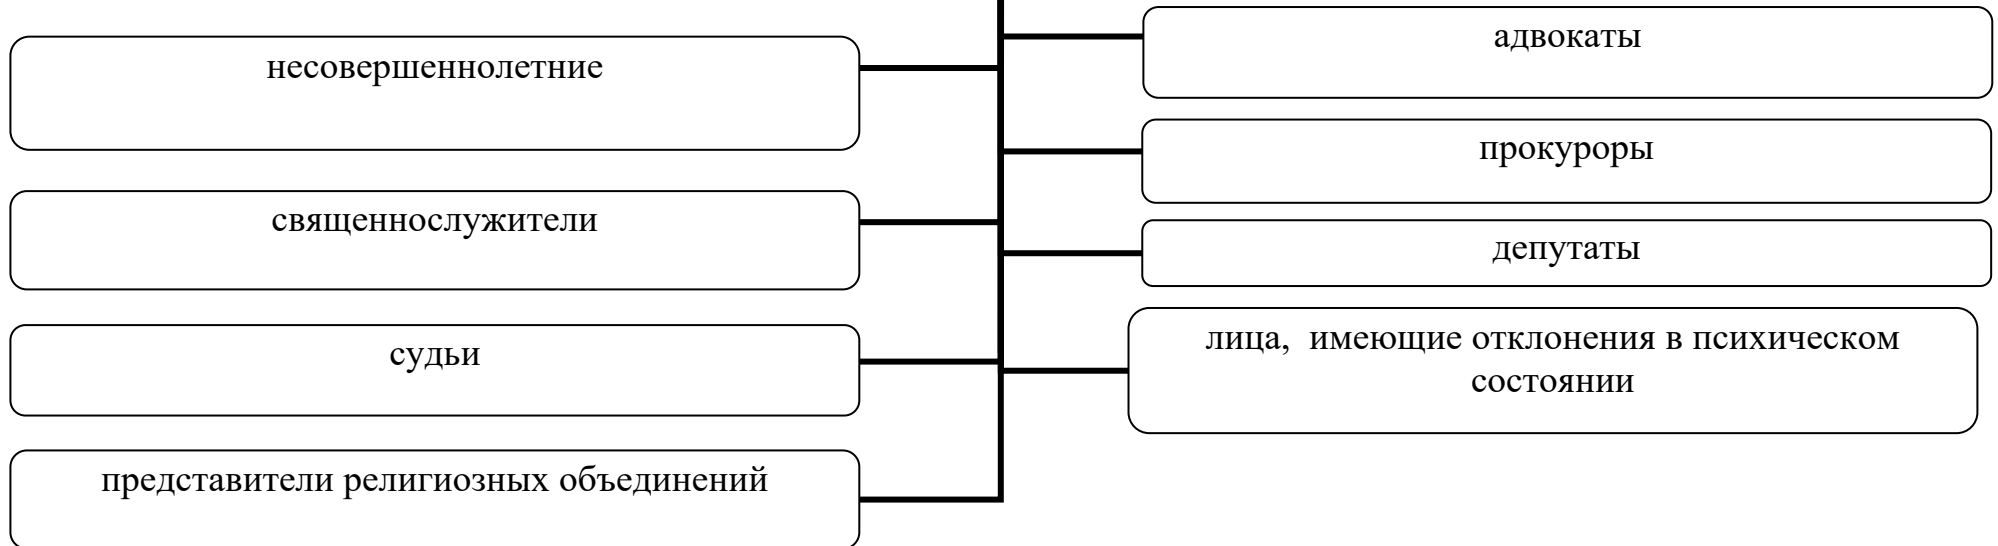 несовершеннолетние
священнослужители
судьи
представители религиозных объединений
адвокаты
прокуроры
депутаты
лица,  имеющие отклонения в психическом
состоянии